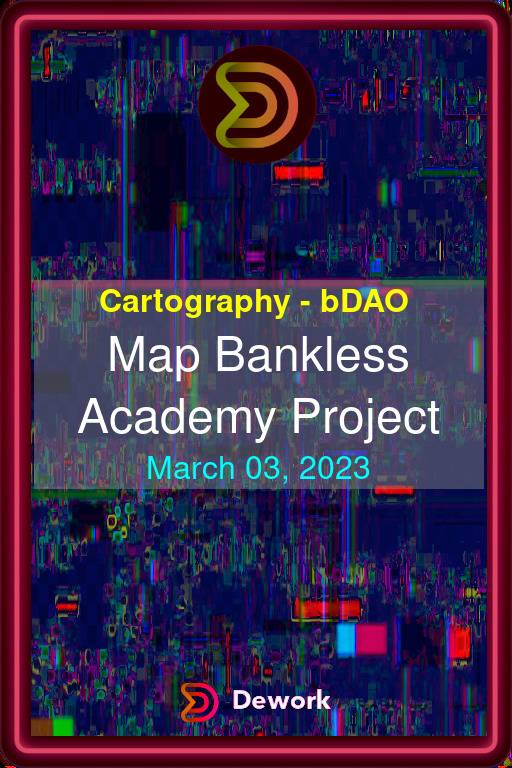 Cartography - bDAO
Map Bankless
Academy Project
March 03, 2023
Dework